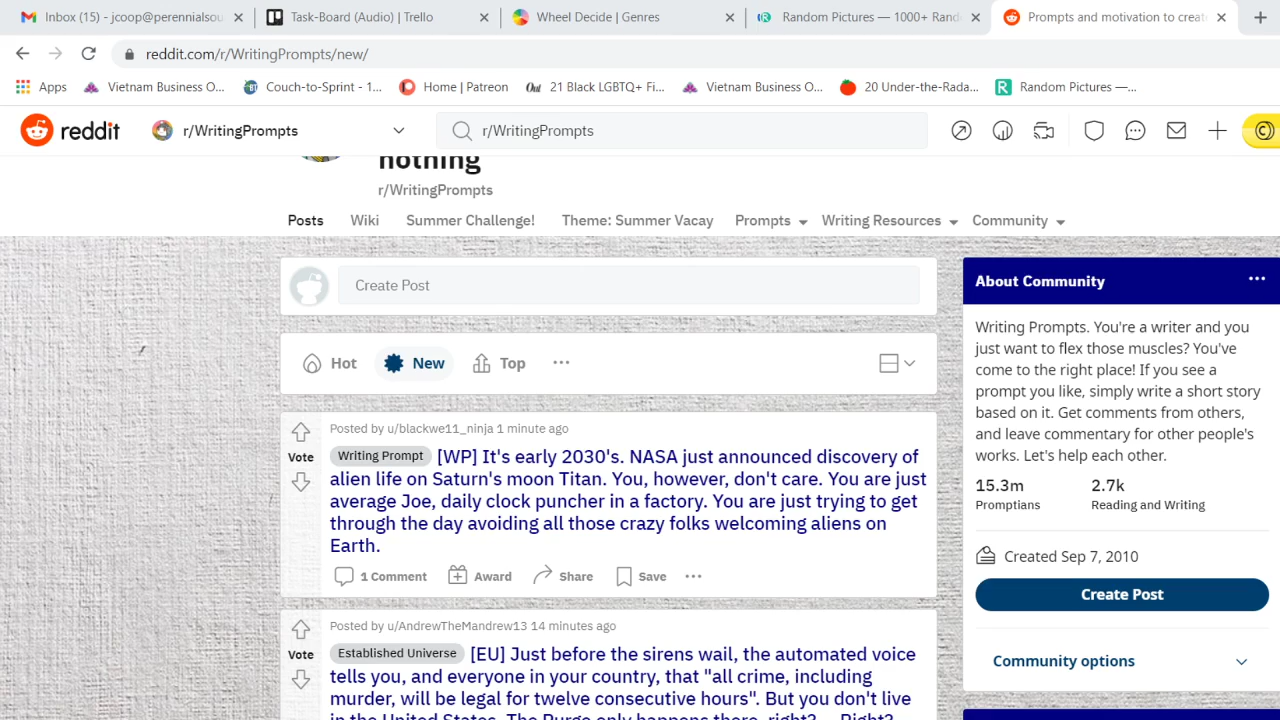 Inbox (15) - jcoop@perennialsou
Task Board (Audio) | Trello
Wheel Decide | Genres
Random Pictures — 1000+ Rand
Prompts and motivation to creat
reddit.com/r/WritingPrompts/new/
Apps
Vietnam Business O...
Couch-to-Sprint - 1...
Home | Patreon
Out
21 Black LGBTQ+ Fi...
Vietnam Business O...
20 Under-the-Rada...
Random Pictures —...
reddit
r/WritingPrompts
r/WritingPrompts
nothing
r/WritingPrompts
Posts
Wiki
Summer Challenge!
Theme: Summer Vacay
Prompts
Writing Resources
Community
Create Post
Hot
New
Top
Posted by u/blackwe11_ninja 1 minute ago
Vote
Writing Prompt [WP] It's early 2030's. NASA just announced discovery of
alien life on Saturn's moon Titan. You, however, don't care. You are just
average Joe, daily clock puncher in a factory. You are just trying to get
through the day avoiding all those crazy folks welcoming aliens on
Earth.
1 Comment
Award
Share
Save
Posted by u/AndrewTheMandrew13 14 minutes ago
Vote
Established Universe [EU] Just before the sirens wail, the automated voice
tells you, and everyone in your country, that "all crime, including
murder, will be legal for twelve consecutive hours". But you don't live
in the United States. The Purge only happens there, right?... Right?
About Community
Writing Prompts. You're a writer and you
just want to flex those muscles? You've
come to the right place! If you see a
prompt you like, simply write a short story
based on it. Get comments from others,
and leave commentary for other people's
works. Let's help each other.
15.3m
Promptians
2.7k
Reading and Writing
Created Sep 7, 2010
Create Post
Community options